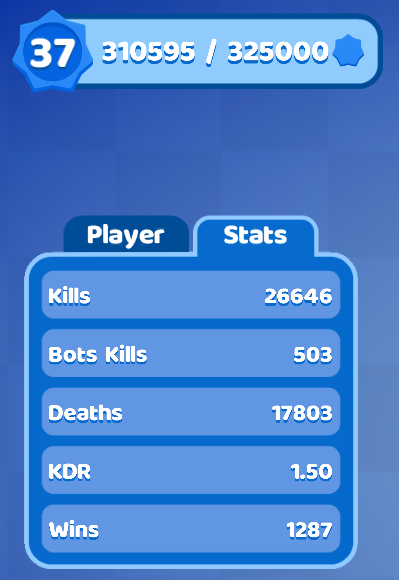 37 310595 / 325000
Player Stats
Kills 26646
Bots Kills 503
Deaths 17803
KDR 1.50
Wins 1287